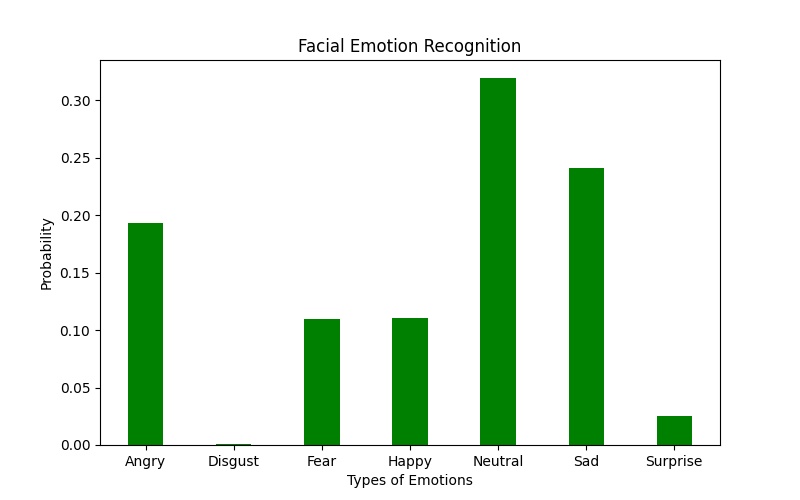 Facial Emotion Recognition
0.30
0.25
0.20
0.15
0.10
0.05
0.00
Probability
Angry Disgust Fear Happy Neutral Sad Surprise
Types of Emotions